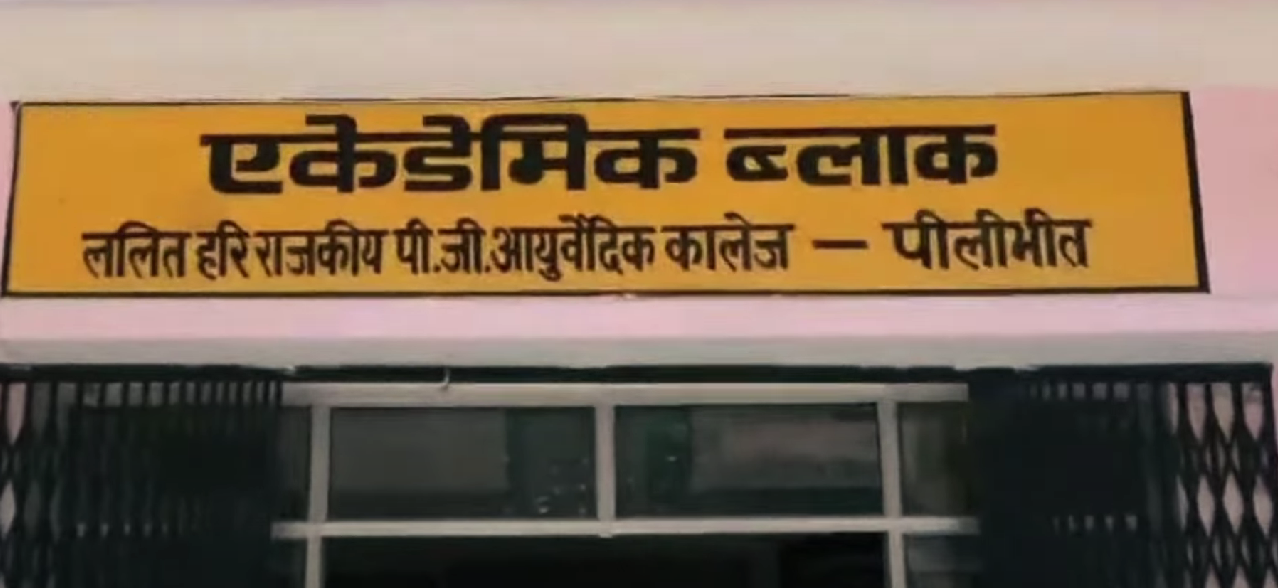 एकेडेमिक ब्लाक
ललित हरि राजकीय पी.जी.आयुर्वेदिक कालेज – पीलीभीत